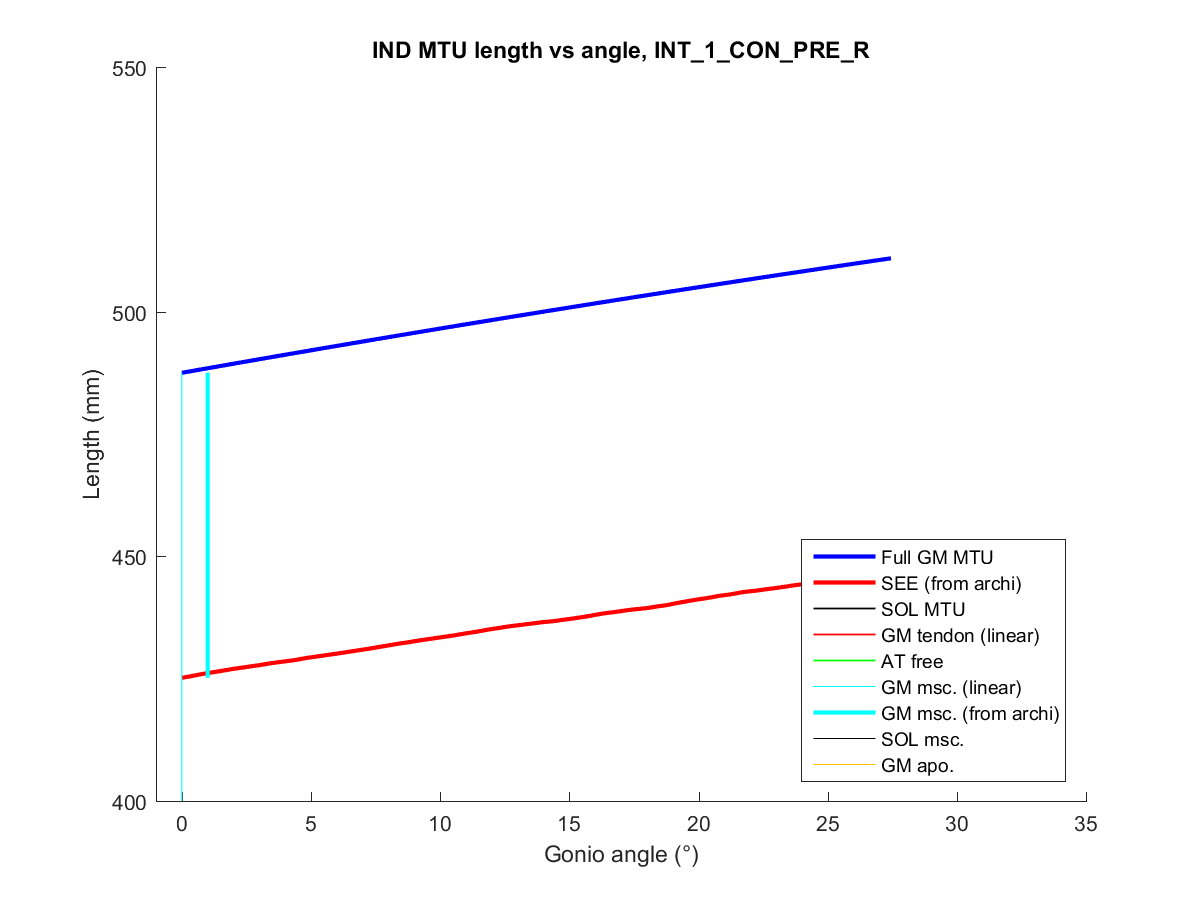 IND MTU length vs angle, INT_1_CON_PRE_R
550
500
450
400
Length (mm)
Full GM MTU
SEE (from archi)
SOL MTU
GM tendon (linear)
AT free
GM msc. (linear)
GM msc. (from archi)
SOL msc.
GM apo.
0 5 10 15 20 25 30 35
Gonio angle (°)